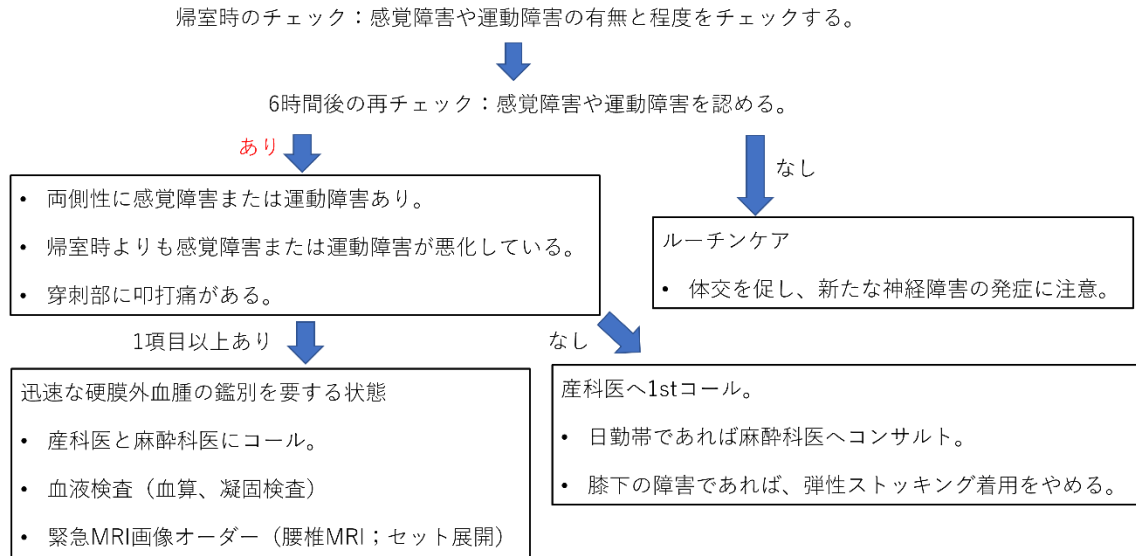 帰室時のチェック：感覚障害や運動障害の有無と程度をチェックする。
6時間後の再チェック：感覚障害や運動障害を認める。
あり
なし
• 両側性に感覚障害または運動障害あり。
• 帰室時よりも感覚障害または運動障害が悪化している。
• 穿刺部に叩打痛がある。
ルーチンケア
• 体交を促し、新たな神経障害の発症に注意。
1項目以上あり
なし
迅速な硬膜外血腫の鑑別を要する状態
• 産科医と麻酔科医にコール。
• 血液検査（血算、凝固検査）
• 緊急MRI画像オーダー（腰椎MRI；セット展開）
産科医へ1stコール。
• 日勤帯であれば麻酔科医へコンサルト。
• 膝下の障害であれば、弾性ストッキング着用をやめる。